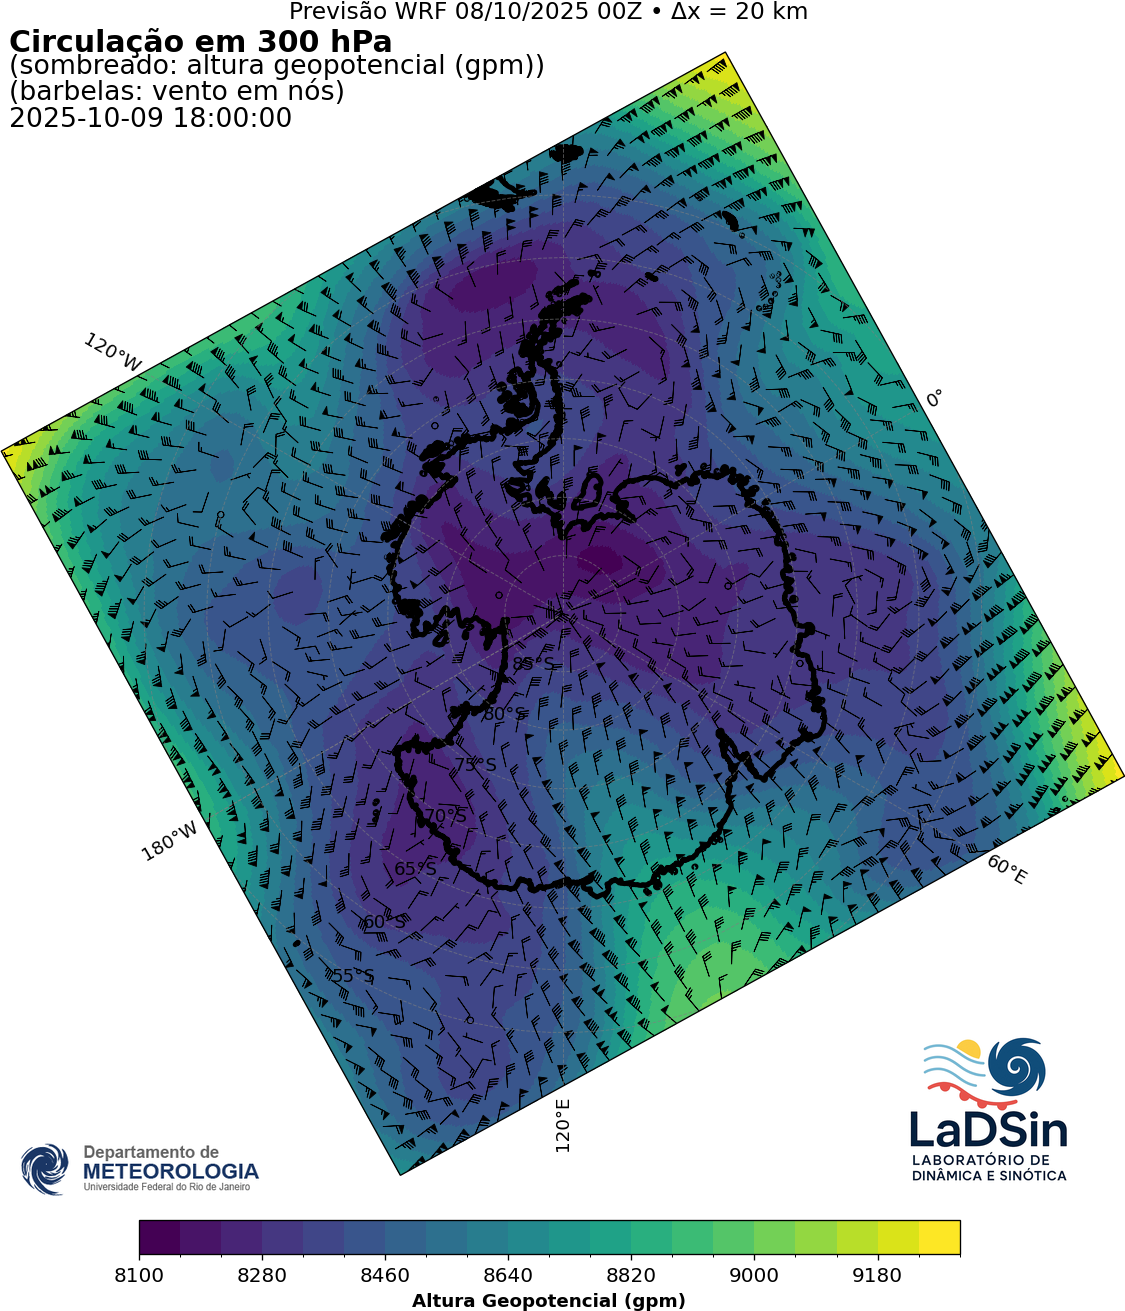 Previsão WRF 08/10/2025 00Z • Δx = 20 km
Circulação em 300 hPa
(sombreado: altura geopotencial (gpm))
(barbelas: vento em nós)
2025-10-09 18:00:00
120°W
0°
85°S
80°S
75°S
70°S
65°S
60°S
55°S
180°W
60°E
120°E
Departamento de
METEOROLOGIA
Universidade Federal do Rio de Janeiro
LaDSin
LABORATÓRIO DE
DINÂMICA E SINÓTICA
8100 8280 8460 8640 8820 9000 9180
Altura Geopotencial (gpm)